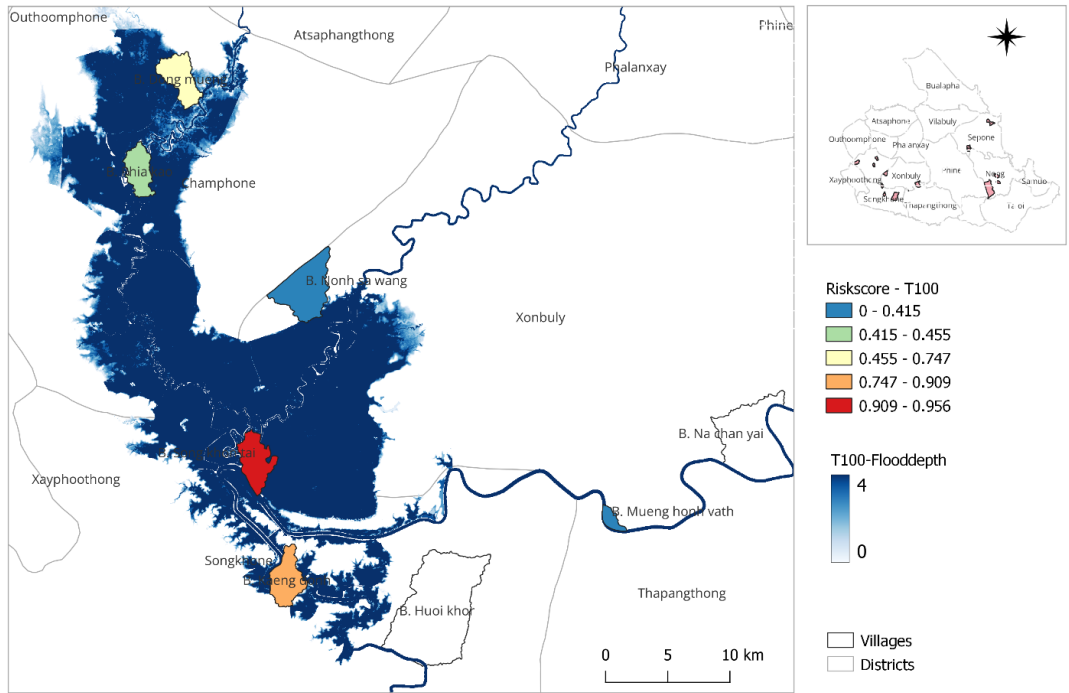 Outhoomphone
Atsaphangthong
Phine
Phalanxay
Champhone
B. Nonh sa wang
Xonbuly
B. Na chan yai
tai
Xayphoothong
B. Mueng honh vath
Songkhone
Thapangthong
B. Huoi khor
0 5 10 km
Bualapha
Atsaphone
Vilabuly
Outhoomphone
Sepone
Xayphoothong
Xonbuly
Nong
Samuo
Songkhone
Thapangthong
Riskscore - T100
0 - 0.415
0.415 - 0.455
0.455 - 0.747
0.747 - 0.909
0.909 - 0.956
T100-Flooddepth
4
0
Villages
Districts